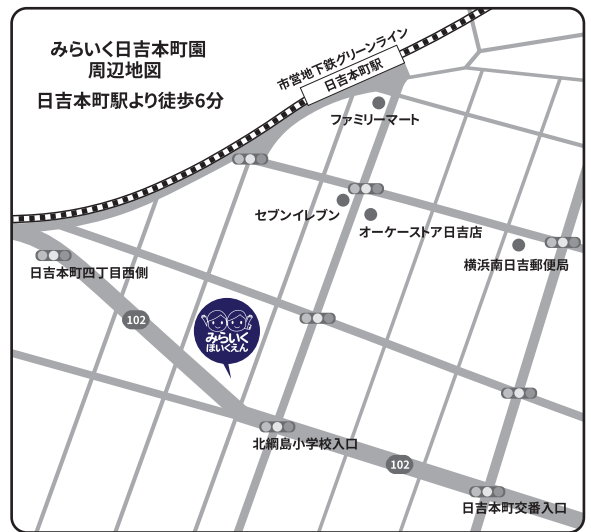 みらいく日吉本町園
周辺地図
日吉本町駅より徒歩6分
市営地下鉄グリーンライン
日吉本町駅
ファミリーマート
セブンイレブン
オーケーストア日吉店
横浜南日吉郵便局
日吉本町四丁目西側
102
みらいく
ほいくえん
北綱島小学校入口
102
日吉本町交番入口